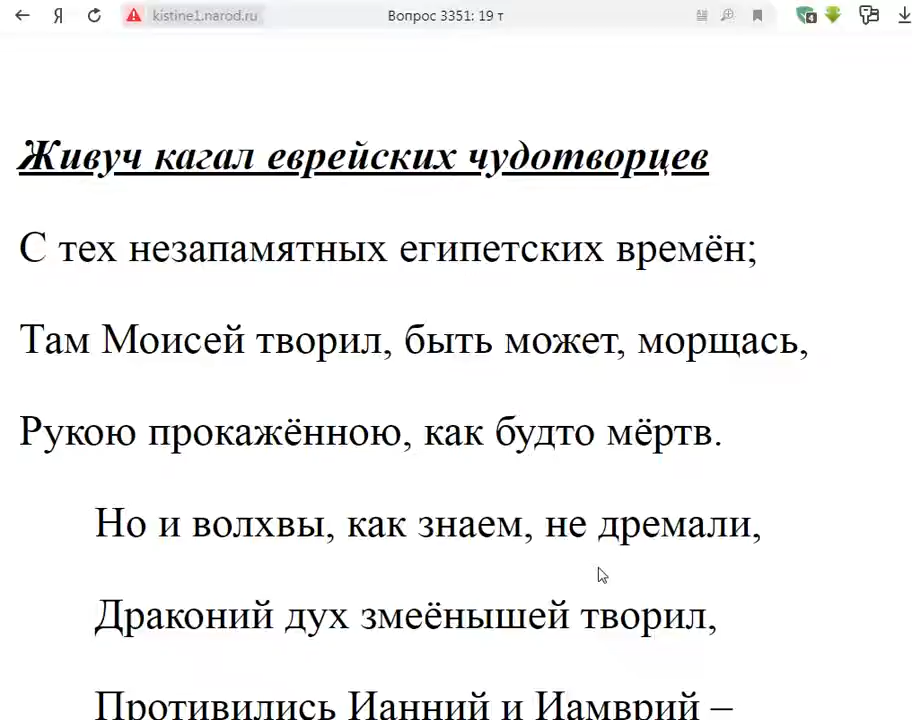 kistine1.narod.ru
Вопрос 3351: 19 т
4
Живуч кагал еврейских чудотворцев
С тех незапамятных египетских времён;
Там Моисей творил, быть может, морщась,
Рукою прокажённою, как будто мёртв.
Но и волхвы, как знаем, не дремали,
Драконий дух змеёнышей творил,
Противились Ианний и Иамврий –